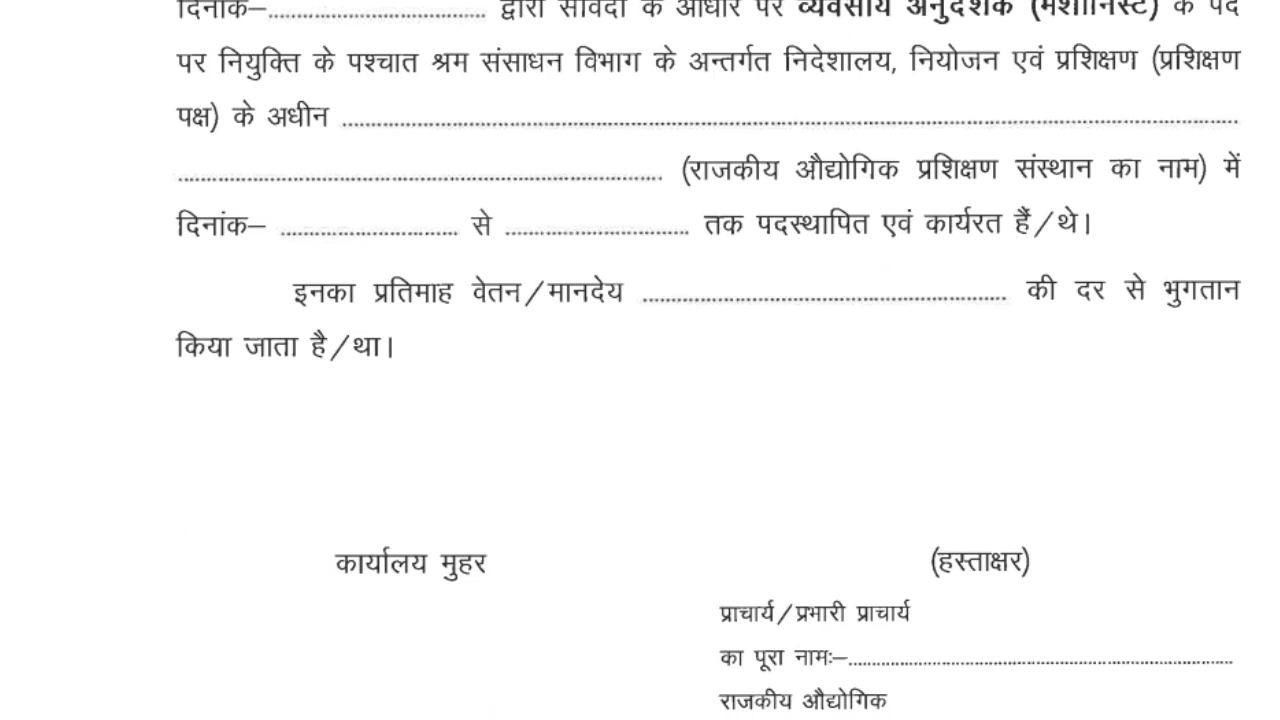 दिनांक–................................ द्वारा संविदा के आधार पर व्यवसाय अनुदेशक (मशीनिस्ट) के पद
पर नियुक्ति के पश्चात श्रम संसाधन विभाग के अन्तर्गत निदेशालय, नियोजन एवं प्रशिक्षण (प्रशिक्षण
पक्ष) के अधीन ................................................................................................................................
..................................................................... (राजकीय औद्योगिक प्रशिक्षण संस्थान का नाम) में
दिनांक– .......................... से .......................... तक पदस्थापित एवं कार्यरत हैं/थे।
इनका प्रतिमाह वेतन/मानदेय .................................................... की दर से भुगतान
किया जाता है/था।
कार्यालय मुहर (हस्ताक्षर)
प्राचार्य/प्रभारी प्राचार्य
का पूरा नामः–.......................................................
राजकीय औद्योगिक